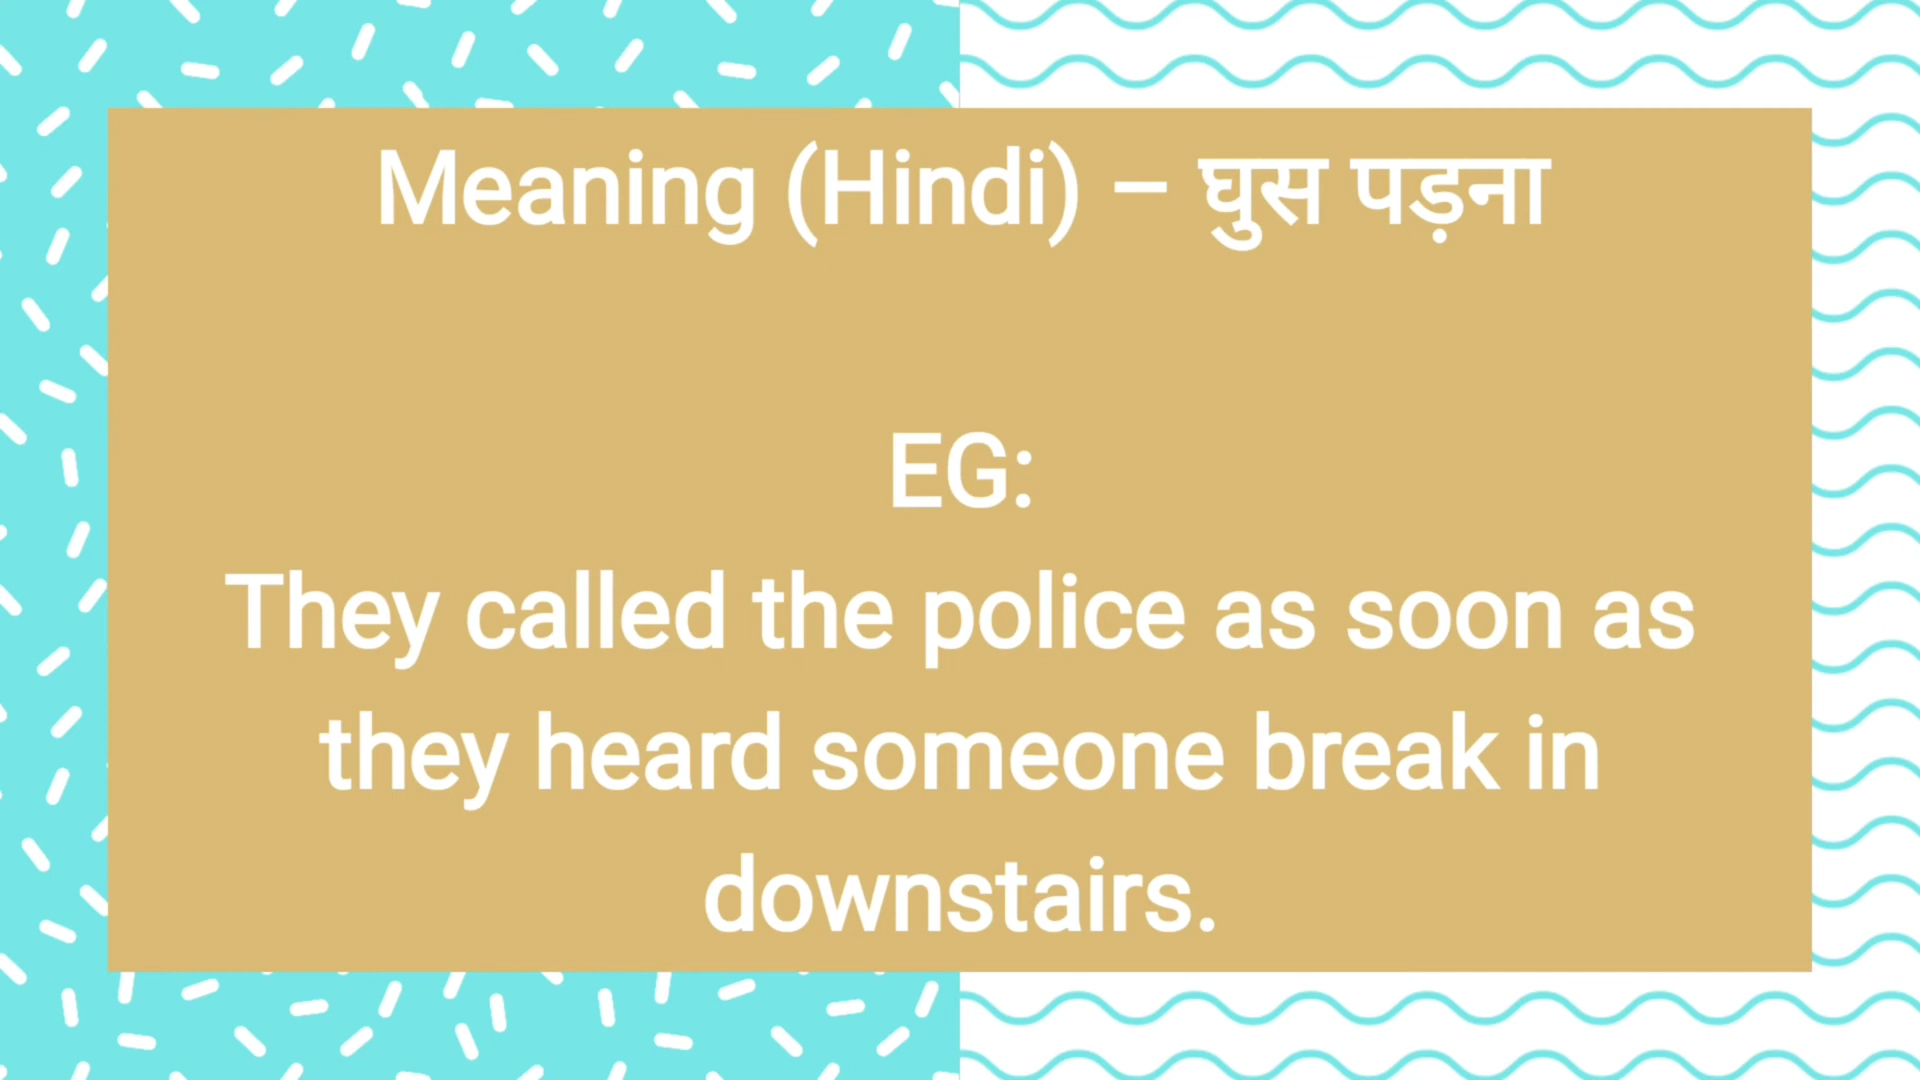 Meaning (Hindi) – घुस पड़ना
EG:
They called the police as soon as
they heard someone break in
downstairs.